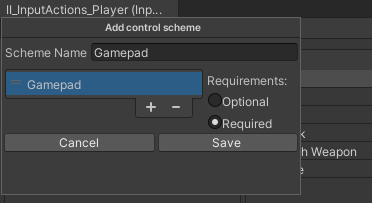 II_InputActions_Player (Inp...
Add control scheme
Scheme Name Gamepad
Gamepad
Requirements:
Optional
Required
Cancel
Save
Weapon